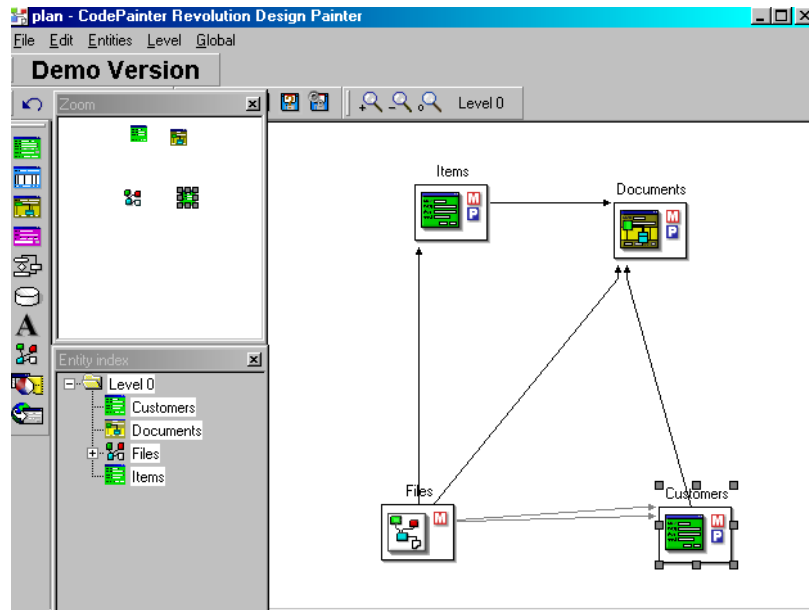 plan - CodePainter Revolution Design Painter
File Edit Entities Level Global
Demo Version
Zoom
Level 0
Items
M
P
Documents
M
P
A
Entity index
Level 0
Customers
Documents
Files
Items
Files
M
Customers
M
P